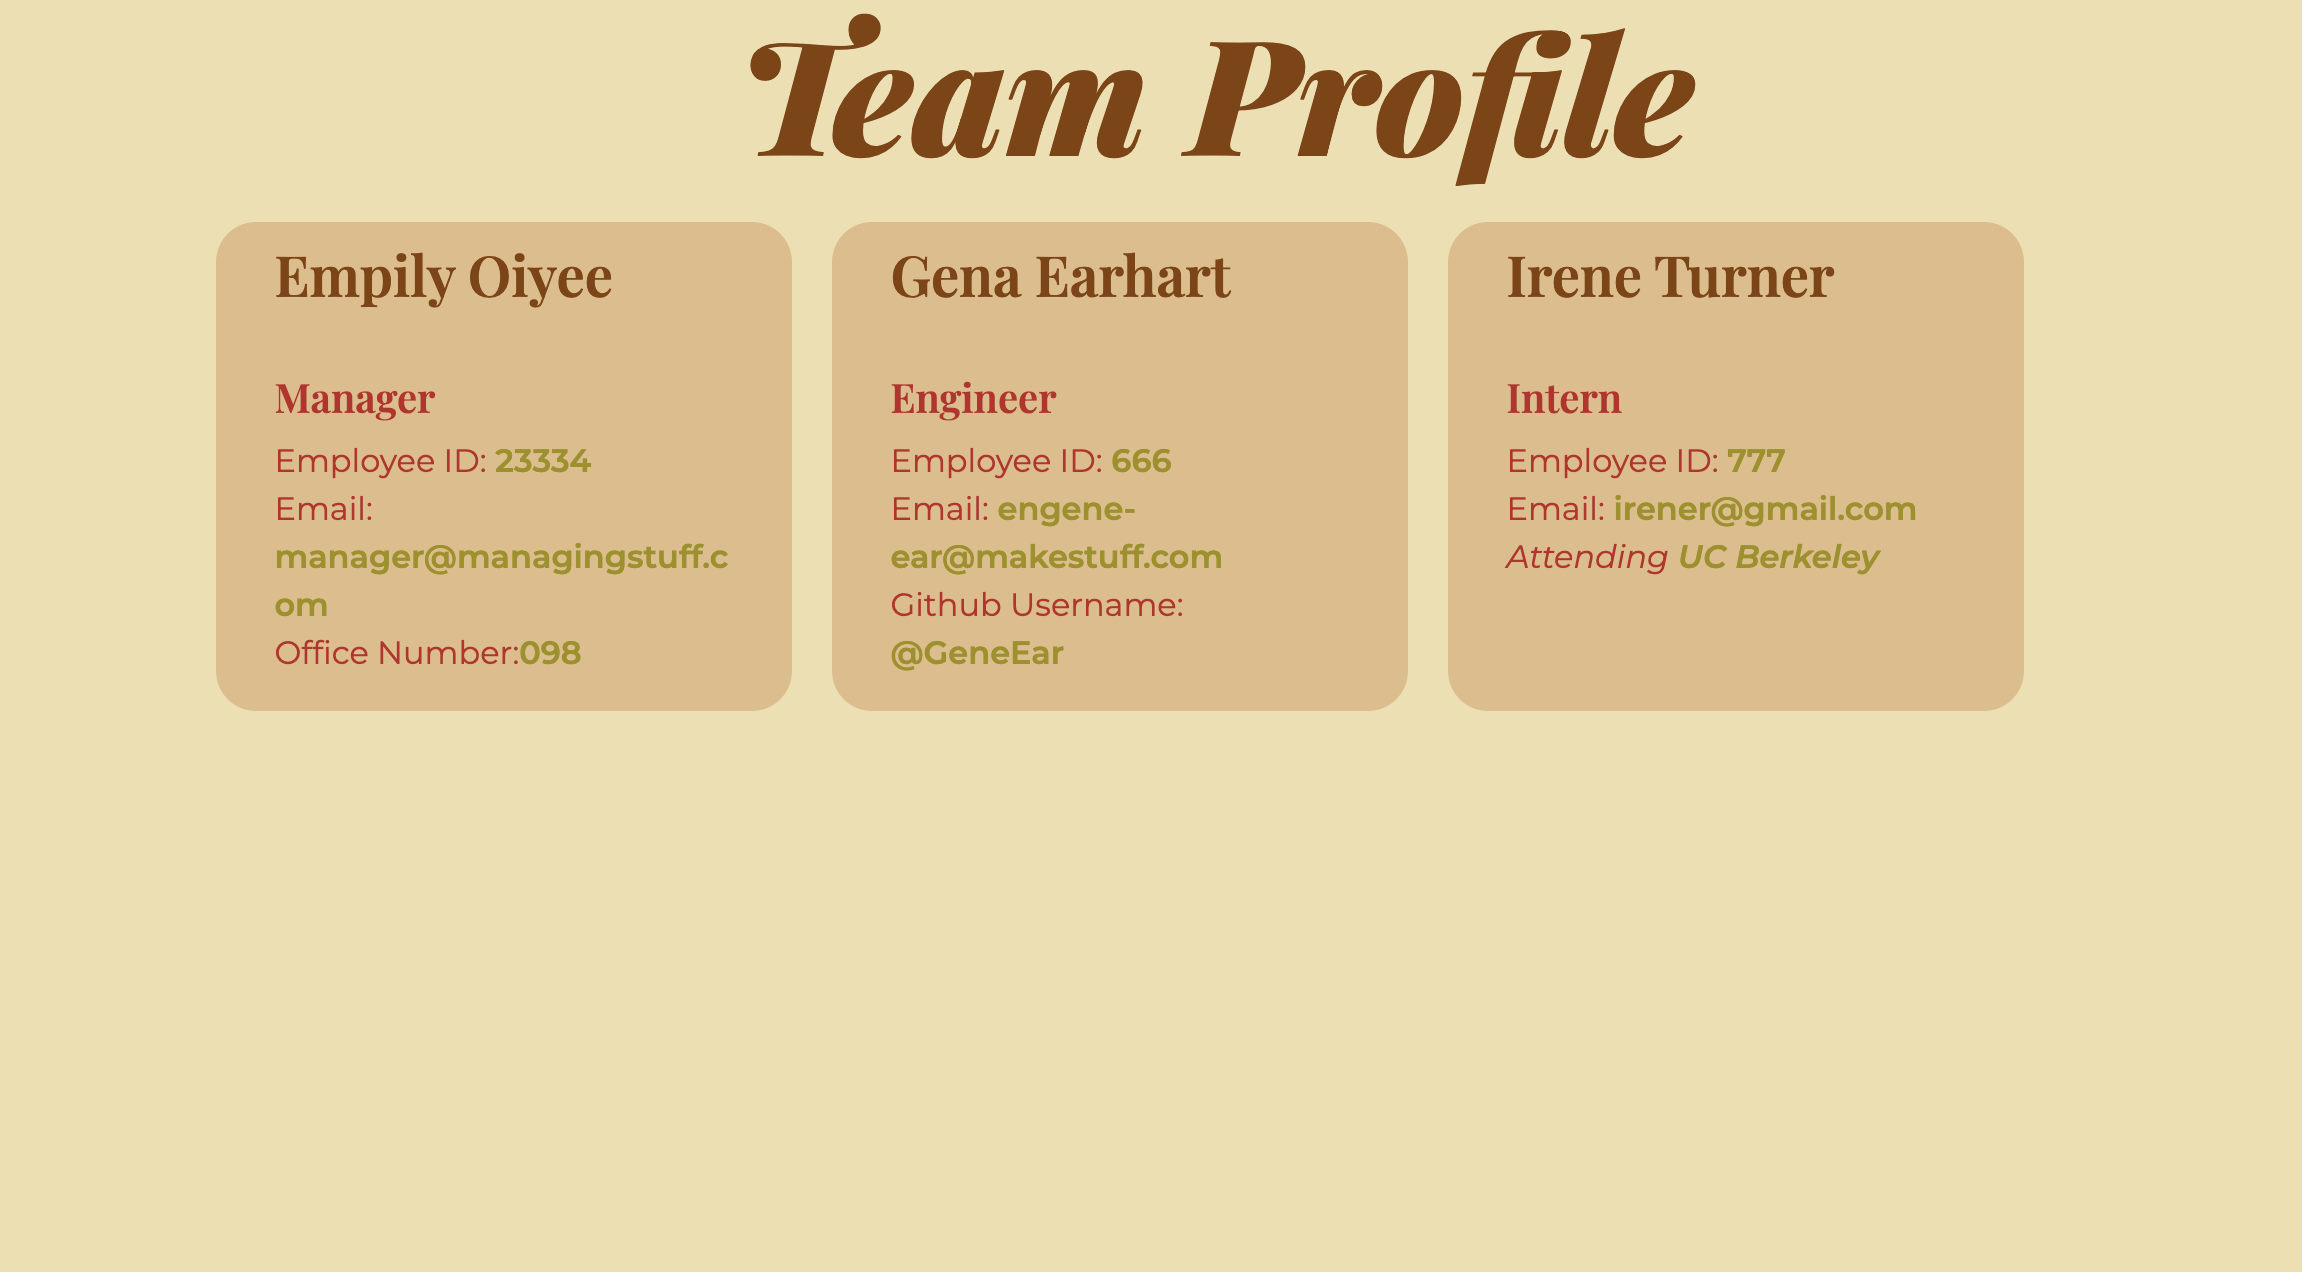 Team Profile
Empily Oiyee
Manager
Employee ID: 23334
Email:
manager@managingstuff.c
om
Office Number:098
Gena Earhart
Engineer
Employee ID: 666
Email: engene-
ear@makestuff.com
Github Username:
@GeneEar
Irene Turner
Intern
Employee ID: 777
Email: irener@gmail.com
Attending UC Berkeley